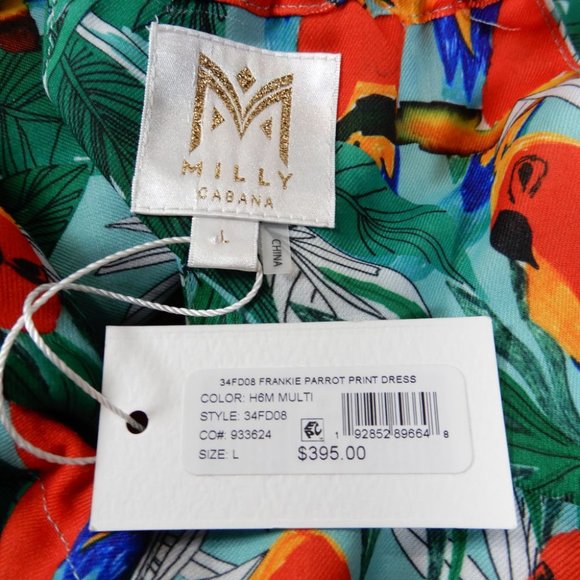 MILLY
CABANA
L
CHINA
34FD08 FRANKIE PARROT PRINT DRESS
COLOR: H6M MULTI
STYLE: 34FD08
CO#: 933624
SIZE: L
1 92852 89664 8
$395.00